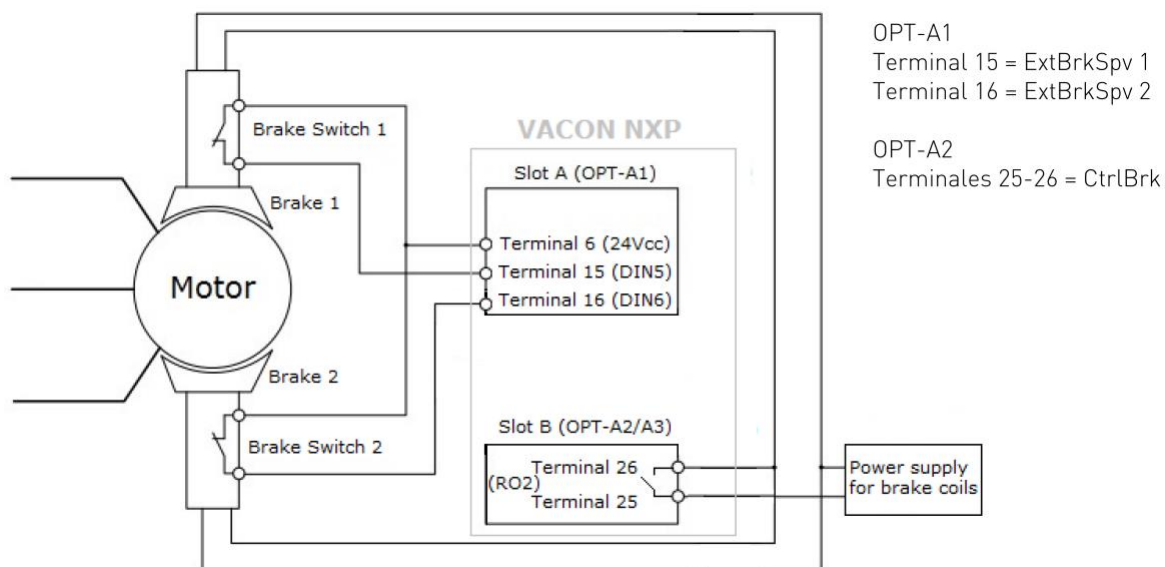 OPT-A1
Terminal 15 = ExtBrkSpv 1
Terminal 16 = ExtBrkSpv 2
OPT-A2
Terminales 25-26 = CtrlBrk
Brake Switch 1
VACON NXP
Slot A (OPT-A1)
Brake 1
Terminal 6 (24Vcc)
Terminal 15 (DIN5)
Terminal 16 (DIN6)
Motor
Brake 2
Brake Switch 2
Slot B (OPT-A2/A3)
Terminal 26
(RO2)
Terminal 25
Power supply
for brake coils